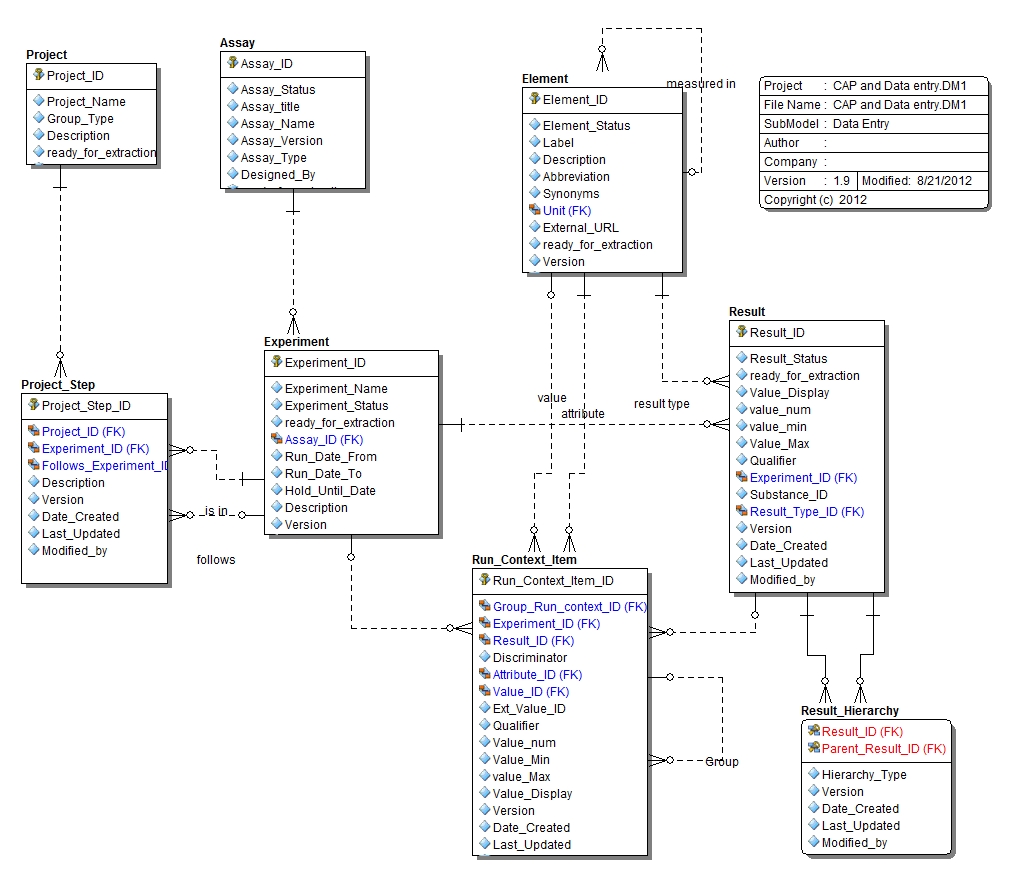 Project
Project_ID
Project_Name
Group_Type
Description
ready_for_extraction
Assay
Assay_ID
Assay_Status
Assay_title
Assay_Name
Assay_Version
Assay_Type
Designed_By
Element
Element_ID
Element_Status
Label
Description
Abbreviation
Synonyms
Unit (FK)
External_URL
ready_for_extraction
Version
measured in
Project : CAP and Data entry.DM1
File Name : CAP and Data entry.DM1
SubModel : Data Entry
Author :
Company :
Version : 1.9 Modified: 8/21/2012
Copyright (c) 2012
Project_Step
Project_Step_ID
Project_ID (FK)
Experiment_ID (FK)
Follows_Experiment_ID
Description
Version
Date_Created
Last_Updated
Modified_by
is in
follows
Experiment
Experiment_ID
Experiment_Name
Experiment_Status
ready_for_extraction
Assay_ID (FK)
Run_Date_From
Run_Date_To
Hold_Until_Date
Description
Version
value
attribute
result type
Result
Result_ID
Result_Status
ready_for_extraction
Value_Display
value_num
value_min
Value_Max
Qualifier
Experiment_ID (FK)
Substance_ID
Result_Type_ID (FK)
Version
Date_Created
Last_Updated
Modified_by
Run_Context_Item
Run_Context_Item_ID
Group_Run_context_ID (FK)
Experiment_ID (FK)
Result_ID (FK)
Discriminator
Attribute_ID (FK)
Value_ID (FK)
Ext_Value_ID
Qualifier
Value_num
Value_Min
value_Max
Value_Display
Version
Date_Created
Last_Updated
Group
Result_Hierarchy
Result_ID (FK)
Parent_Result_ID (FK)
Hierarchy_Type
Version
Date_Created
Last_Updated
Modified_by